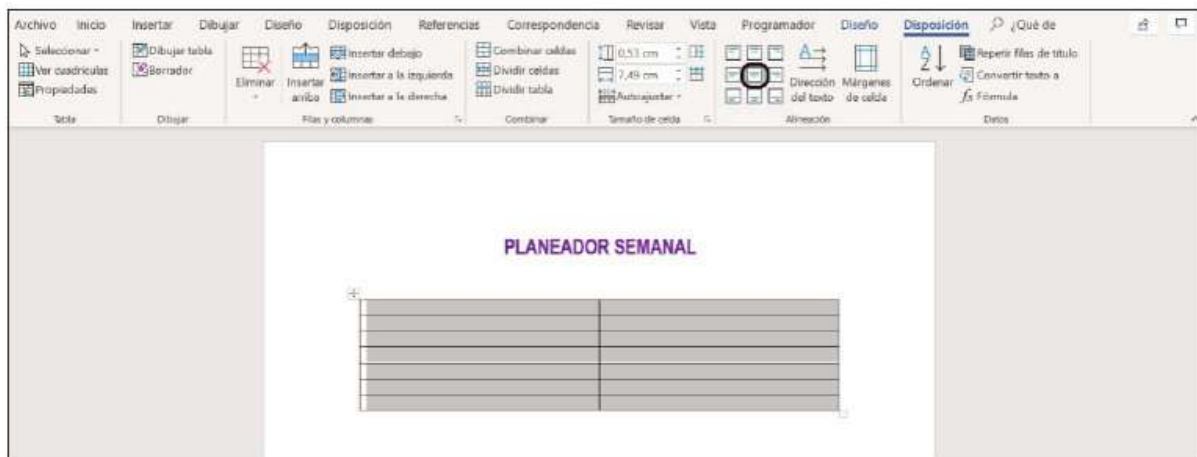 Archivo Inicio Insertar Dibujar Diseño Disposición Referencias Correspondencia Revisar Vista Programador Diseño Disposición ¿Qué de
Seleccionar
Ver cuadrículas
Propiedades
Tabla
Dibujar tabla
Borrador
Dibujar
Eliminar
Insertar arriba
Insertar debajo
Insertar a la izquierda
Insertar a la derecha
Filas y columnas
Combinar celdas
Dividir celdas
Dividir tabla
Combinar
0,53 cm
7,49 cm
Autoajustar
Tamaño de celda
Dirección del texto
Márgenes de celda
Alineación
Ordenar
Repetir filas de título
Convertir texto a
fx Fórmula
Datos
PLANEADOR SEMANAL